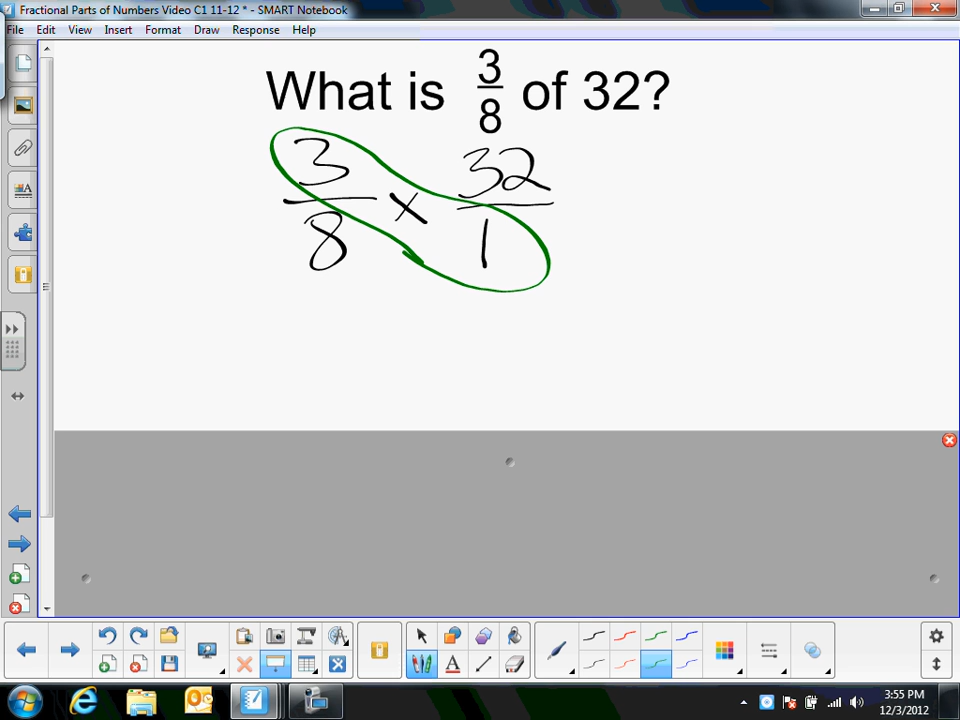 Fractional Parts of Numbers Video C1 11-12 * - SMART Notebook
File Edit View Insert Format Draw Response Help
What is 3/8 of 32?
3/8 x 32/1
3:55 PM
12/3/2012